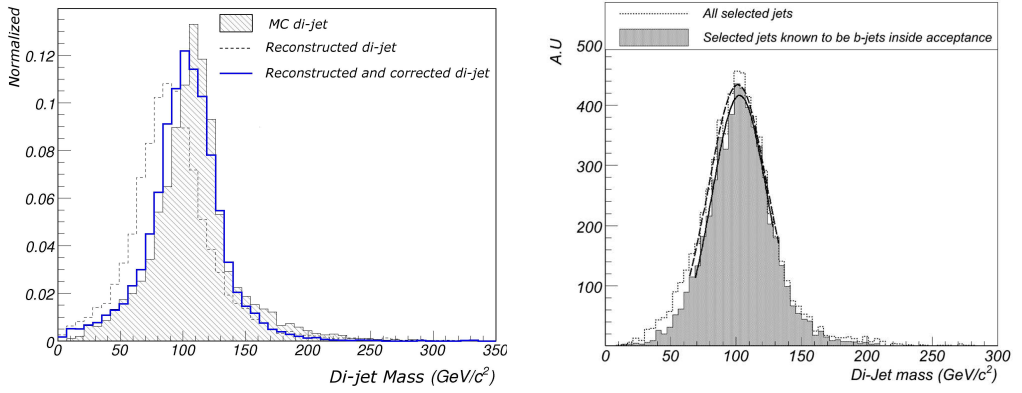 Normalized
MC di-jet
Reconstructed di-jet
Reconstructed and corrected di-jet
0.12
0.1
0.08
0.06
0.04
0.02
0
0 50 100 150 200 250 300 350
Di-jet Mass (GeV/c²)
A.U
All selected jets
Selected jets known to be b-jets inside acceptance
500
400
300
200
100
0 50 100 150 200 250 300
Di-Jet mass (GeV/c²)